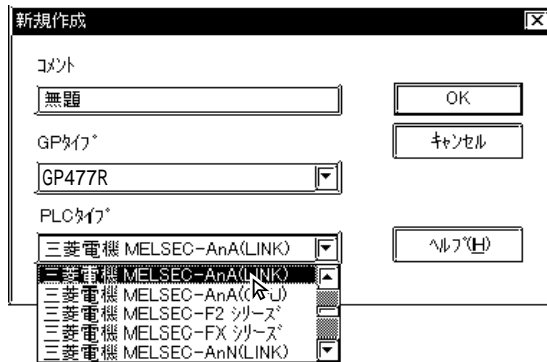 新規作成
コメント
無題
OK
GPﾀｲﾌﾟ
キャンセル
GP477R
PLCﾀｲﾌﾟ
三菱電機 MELSEC-AnA(LINK)
ヘルプ(H)
三菱電機 MELSEC-AnA(LINK)
三菱電機 MELSEC-AnA(CPU)
三菱電機 MELSEC-F2 シリーズ
三菱電機 MELSEC-FX シリーズ
三菱電機 MELSEC-AnN(LINK)